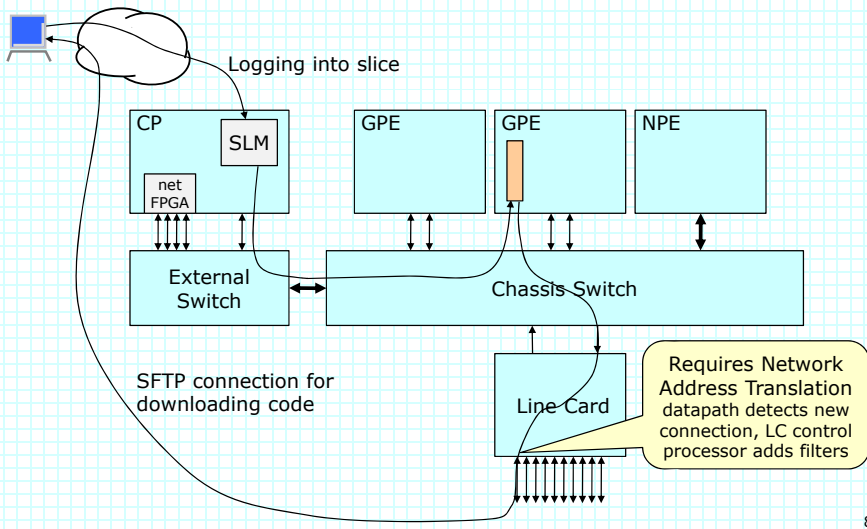 Logging into slice
CP
SLM
net
FPGA
GPE
GPE
NPE
External
Switch
Chassis Switch
SFTP connection for
downloading code
Line Card
Requires Network
Address Translation
datapath detects new
connection, LC control
processor adds filters
8